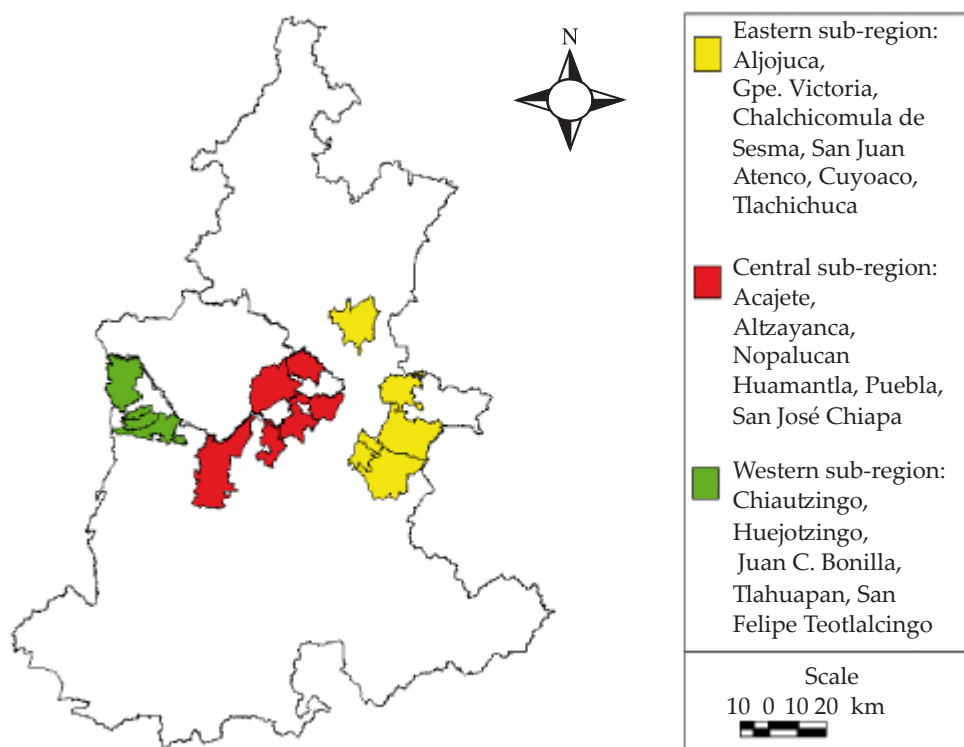 N
Eastern sub-region:
Aljojuca,
Gpe. Victoria,
Chalchicomula de
Sesma, San Juan
Atenco, Cuyoaco,
Tlachichuca
Central sub-region:
Acajete,
Altzayanca,
Nopalucan
Huamantla, Puebla,
San José Chiapa
Western sub-region:
Chiautzingo,
Huejotzingo,
Juan C. Bonilla,
Tlahuapan, San
Felipe Teotlalcingo
Scale
10 0 10 20 km